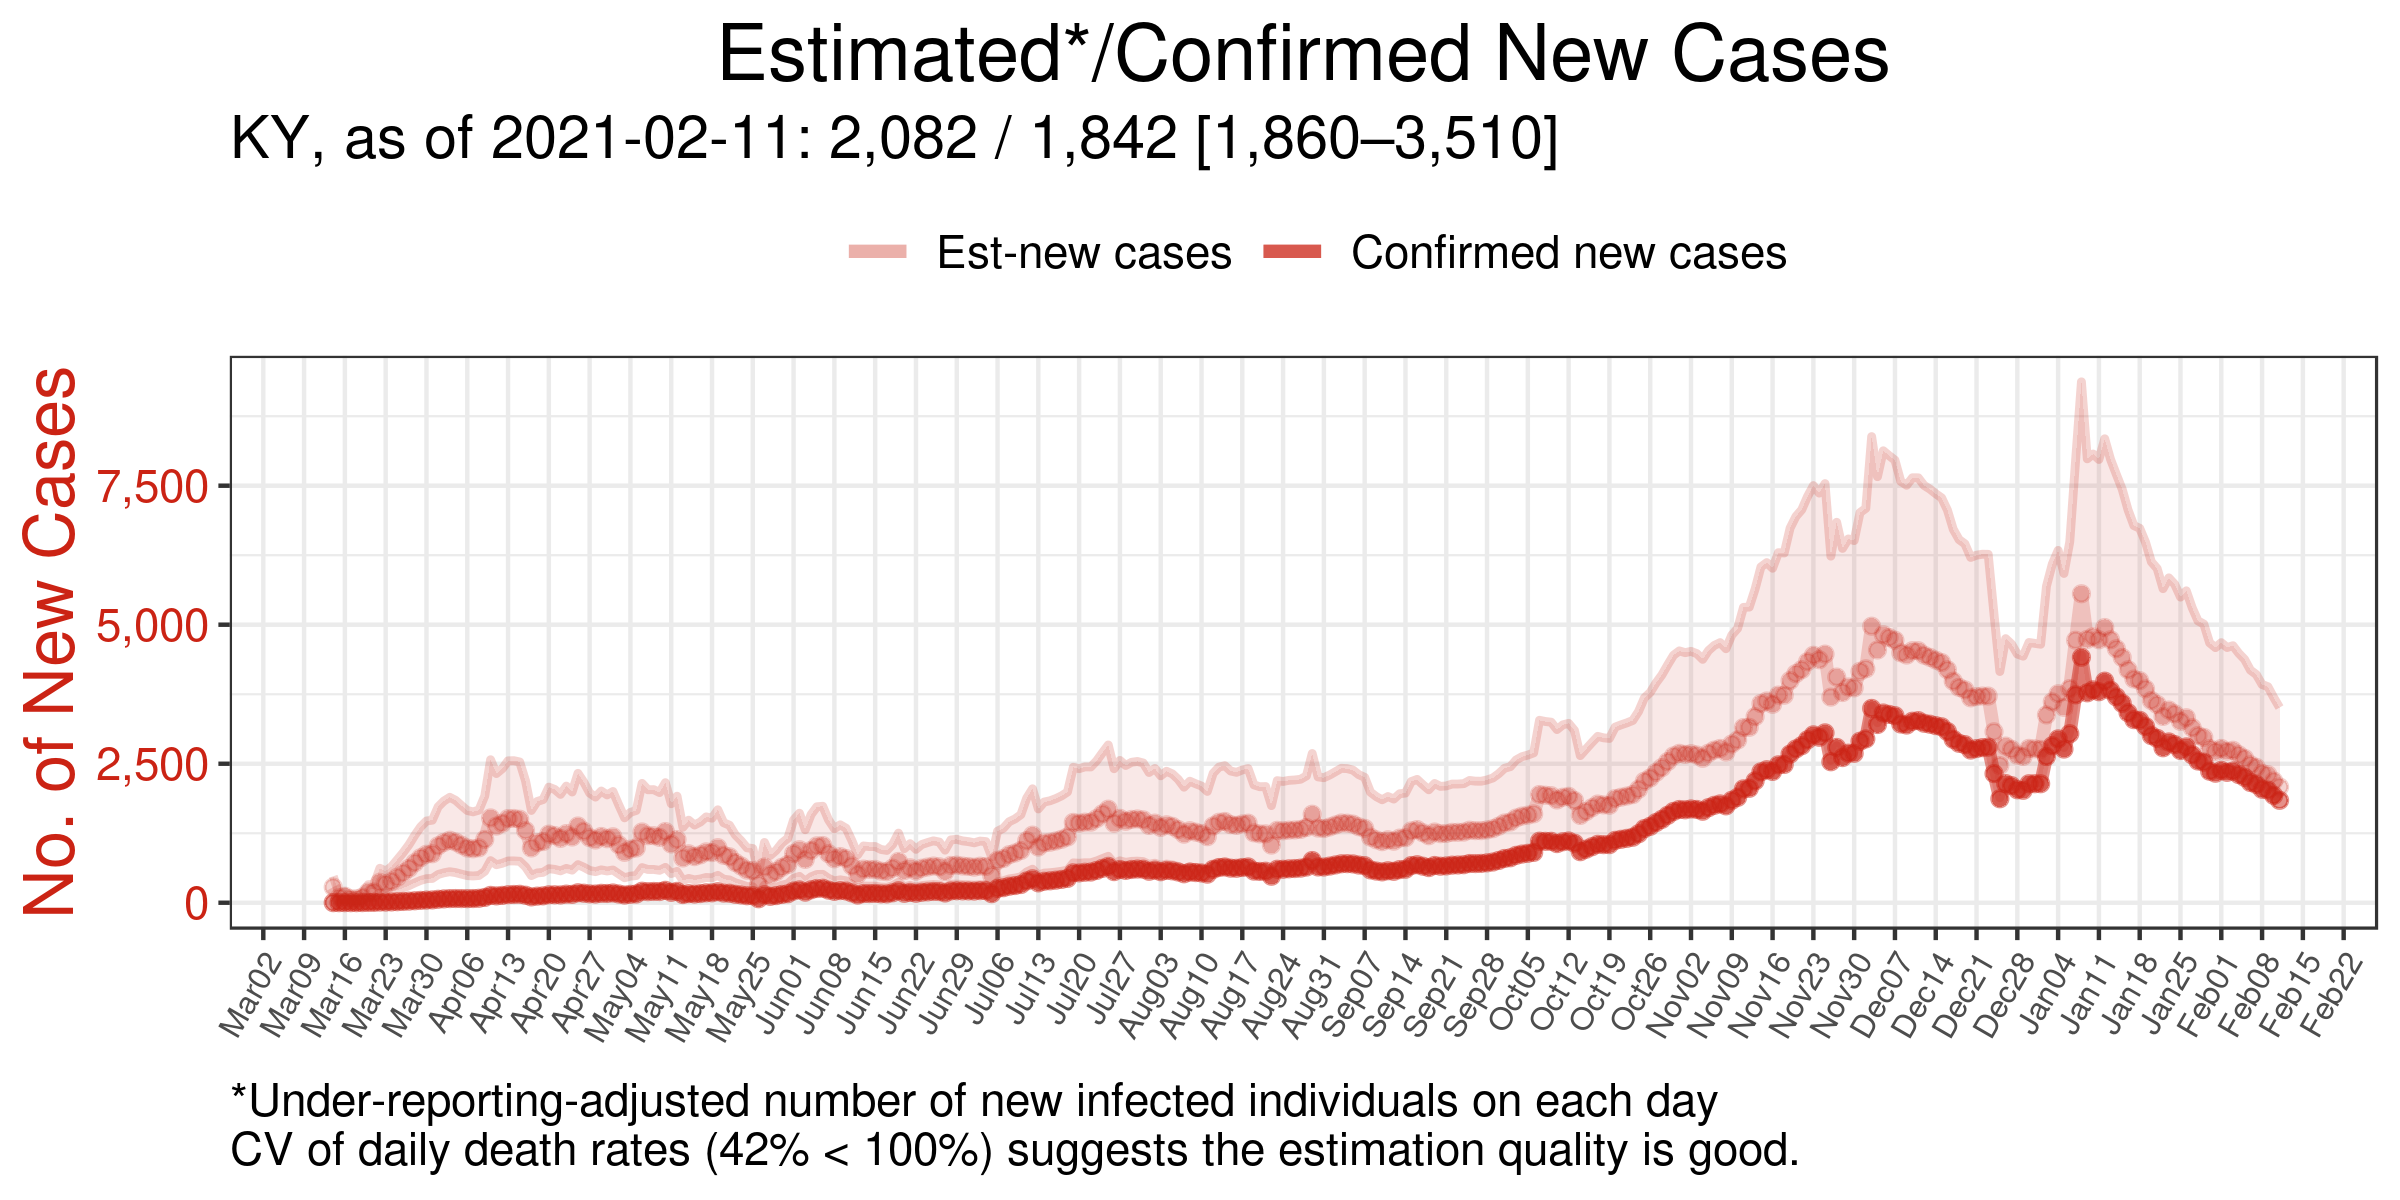 Estimated*/Confirmed New Cases
KY, as of 2021-02-11: 2,082 / 1,842 [1,860–3,510]
Est-new cases Confirmed new cases
No. of New Cases
7,500
5,000
2,500
0
Mar02 Mar09 Mar16 Mar23 Mar30 Apr06 Apr13 Apr20 Apr27 May04 May11 May18 May25 Jun01 Jun08 Jun15 Jun22 Jun29 Jul06 Jul13 Jul20 Jul27 Aug03 Aug10 Aug17 Aug24 Aug31 Sep07 Sep14 Sep21 Sep28 Oct05 Oct12 Oct19 Oct26 Nov02 Nov09 Nov16 Nov23 Nov30 Dec07 Dec14 Dec21 Dec28 Jan04 Jan11 Jan18 Jan25 Feb01 Feb08 Feb15 Feb22
*Under-reporting-adjusted number of new infected individuals on each day
CV of daily death rates (42% < 100%) suggests the estimation quality is good.